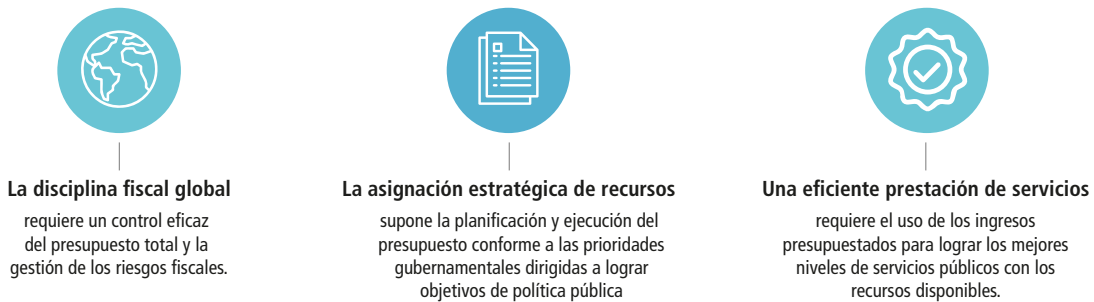 La disciplina fiscal global
requiere un control eficaz
del presupuesto total y la
gestión de los riesgos fiscales.
La asignación estratégica de recursos
supone la planificación y ejecución del
presupuesto conforme a las prioridades
gubernamentales dirigidas a lograr
objetivos de política pública
Una eficiente prestación de servicios
requiere el uso de los ingresos
presupuestados para lograr los mejores
niveles de servicios públicos con los
recursos disponibles.